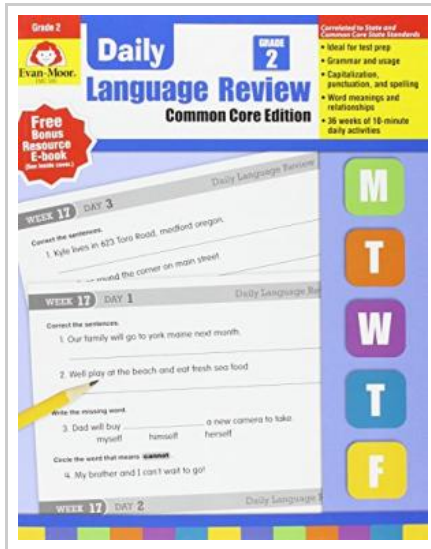 Grade 2
Evan-Moor
Daily
GRADE
2
Language Review
Common Core Edition
Correlated to State and
Common Core State Standards
• Ideal for test prep
• Grammar and usage
• Capitalization,
punctuation, and spelling
• Word meanings and
relationships
• 36 weeks of 10-minute
daily activities
Free
Bonus
Resource
E-book
(See inside cover.)
WEEK 17 DAY 3
Daily Language Review
Correct the sentences.
1. Kyle lives in 623 Toro Road, medford oregon.
round the corner on main street
WEEK 17 DAY 1
Daily Language Re
Correct the sentences.
1. Our family will go to york maine next month.
2. Well play at the beach and eat fresh sea food
Write the missing word.
3. Dad will buy a new camera to take.
myself himself herself
Circle the word that means cannot.
4. My brother and I can't wait to go!
WEEK 17 DAY 2
Daily Language
M
T
W
T
F